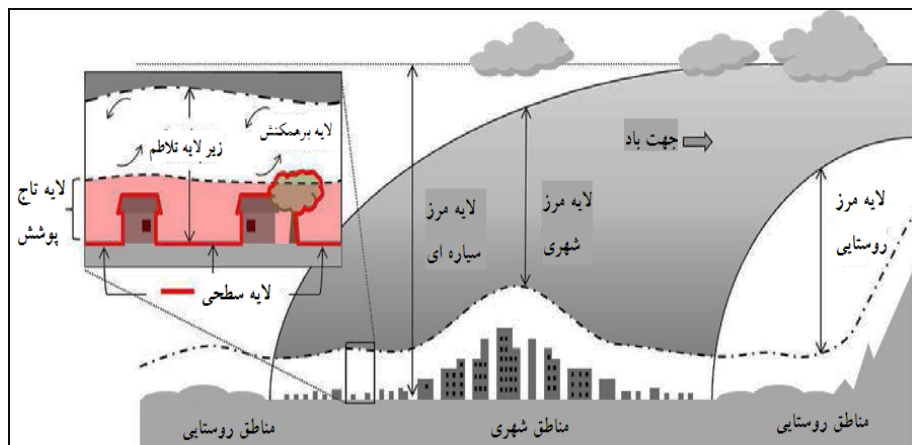 لایه برهمکنش
زیر لایه تلاطم
لایه تاج
پوشش
لایه سطحی
جهت باد
لایه مرز
سیاره ای
لایه مرز
شهری
لایه مرز
روستایی
مناطق روستایی
مناطق شهری
مناطق روستایی